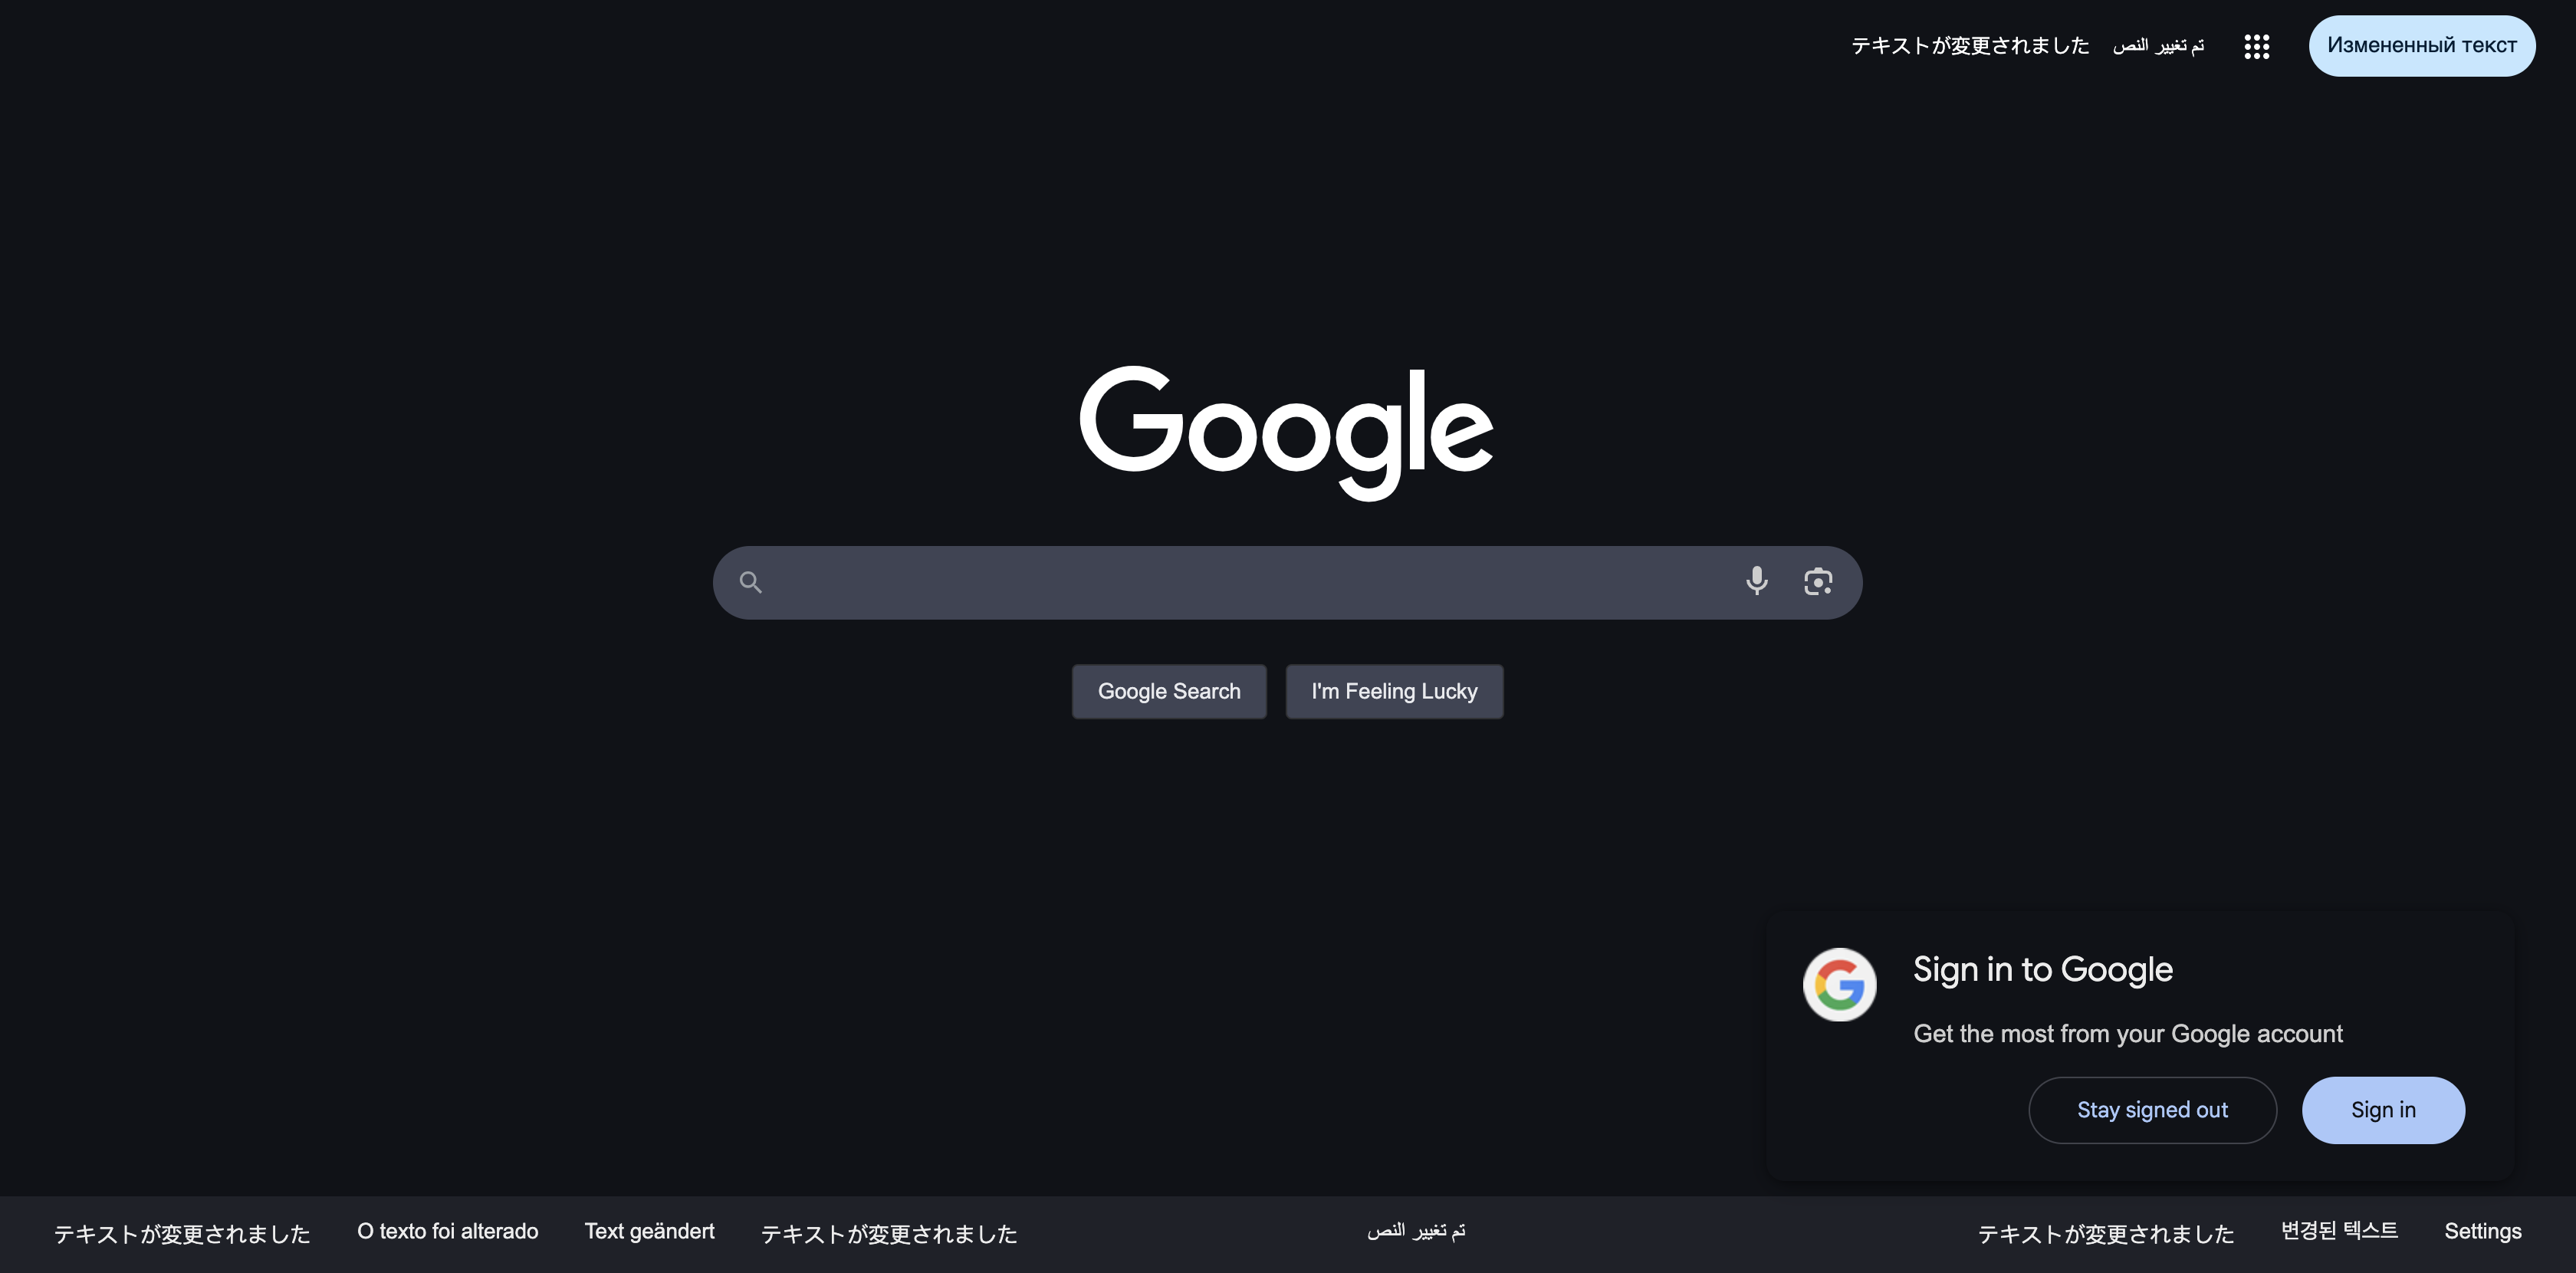 テキストが変更されました تم تغيير النص Измененный текст
Google
Google Search I'm Feeling Lucky
Sign in to Google
Get the most from your Google account
Stay signed out Sign in
テキストが変更されました O texto foi alterado Text geändert テキストが変更されました تم تغيير النص テキストが変更されました 변경된 텍스트 Settings